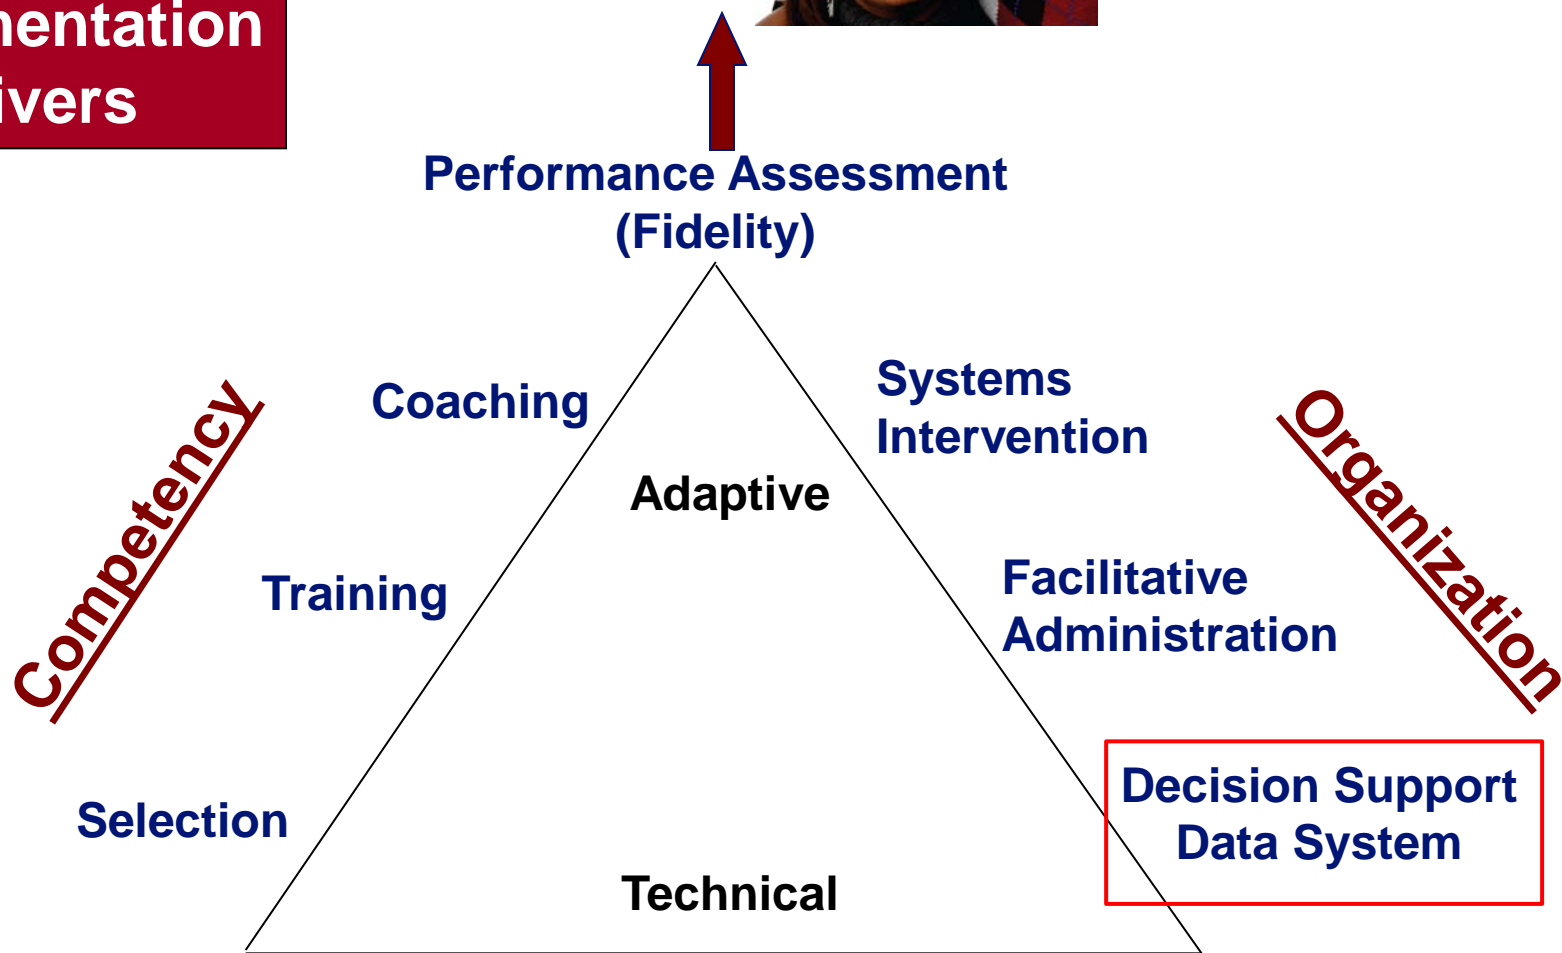 mentation
ivers
Performance Assessment
(Fidelity)
Coaching
Systems
Intervention
Competency
Organization
Adaptive
Training
Facilitative
Administration
Selection
Decision Support
Data System
Technical